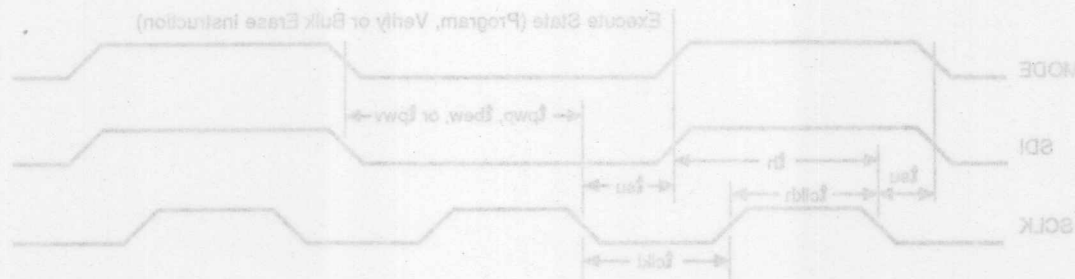 Execute State (Program, Verify or Bulk Erase Instruction)
MODE
tpwp, tbew, or tpwv
SDI
th
tsu
tsu
tclkh
SCLK
tclkl